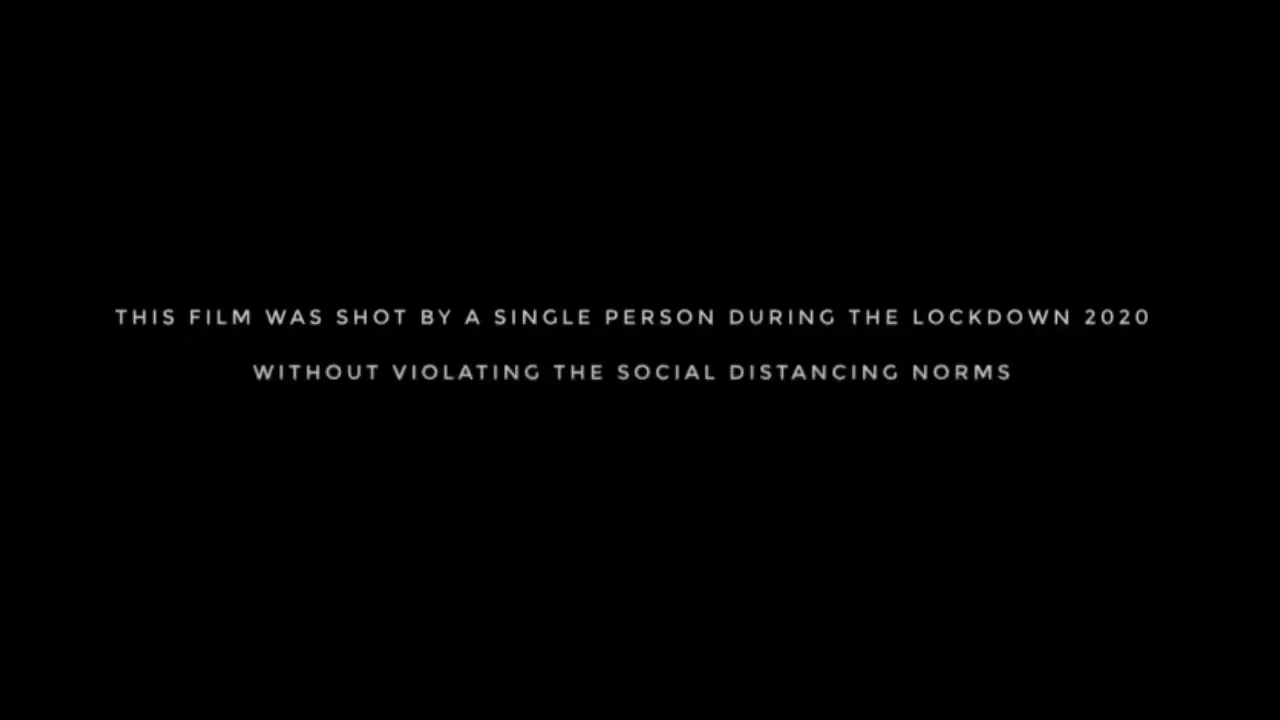 THIS FILM WAS SHOT BY A SINGLE PERSON DURING THE LOCKDOWN 2020
WITHOUT VIOLATING THE SOCIAL DISTANCING NORMS